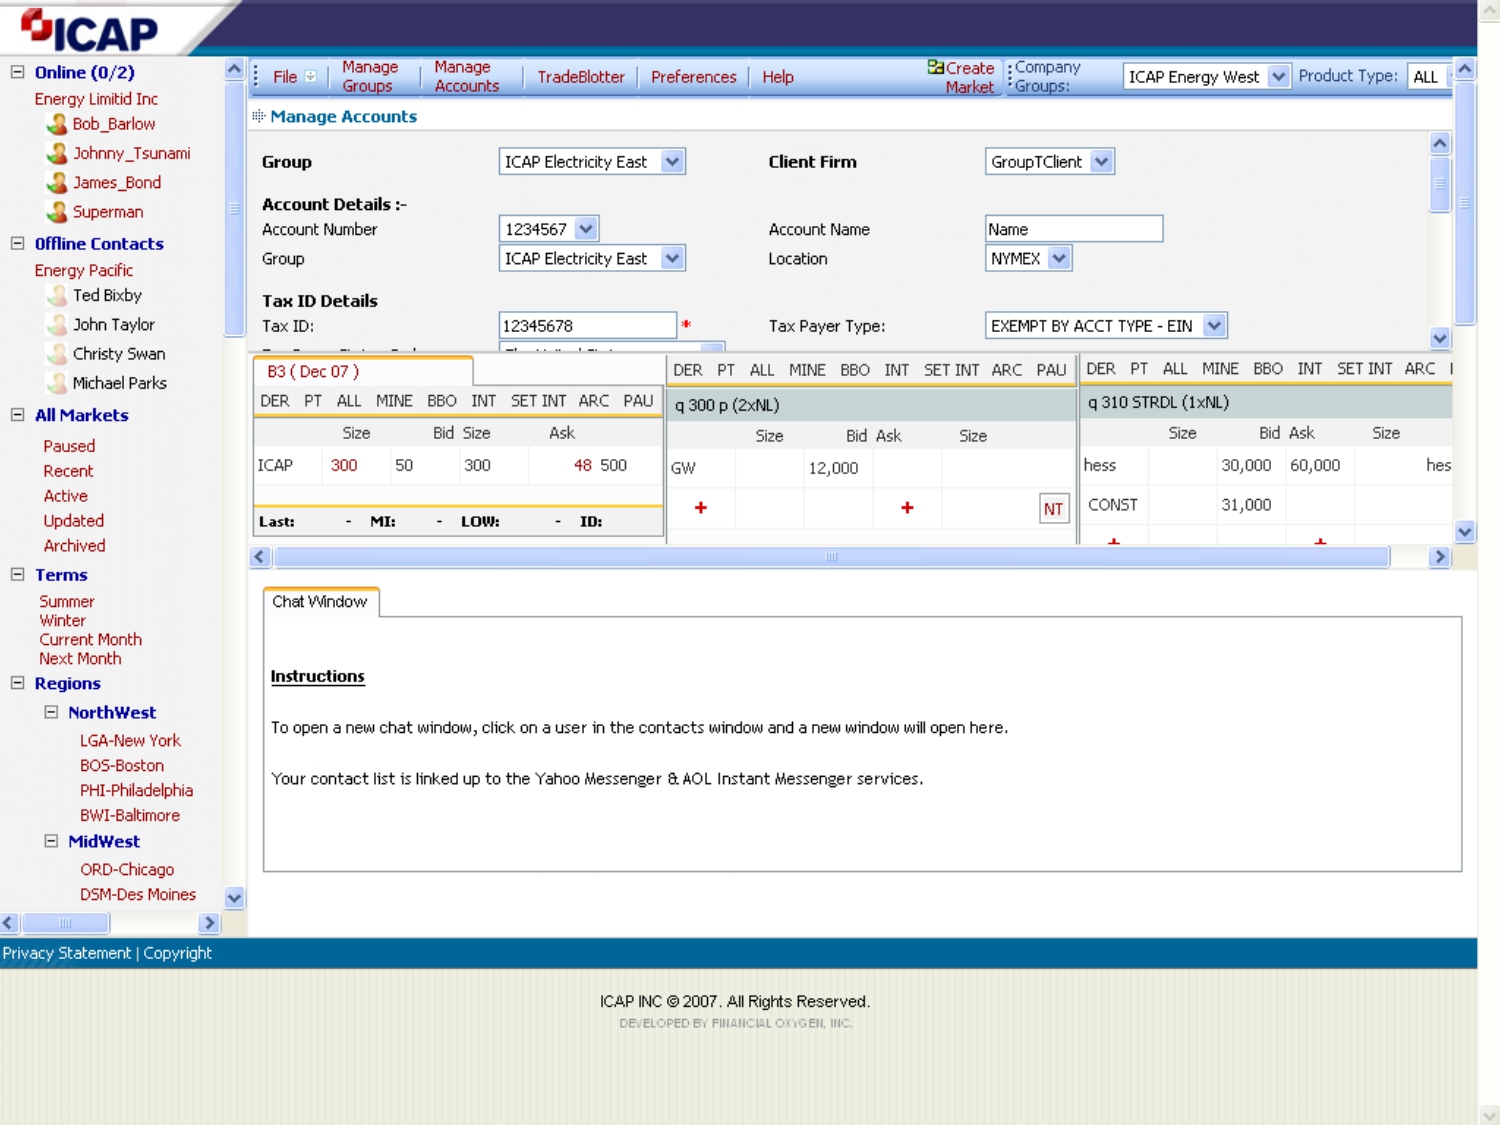 ICAP
Online (0/2)
Energy Limitid Inc
Bob_Barlow
Johnny_Tsunami
James_Bond
Superman
Offline Contacts
Energy Pacific
Ted Bixby
John Taylor
Christy Swan
Michael Parks
All Markets
Paused
Recent
Active
Updated
Archived
Terms
Summer
Winter
Current Month
Next Month
Regions
NorthWest
LGA-New York
BOS-Boston
PHI-Philadelphia
BWI-Baltimore
MidWest
ORD-Chicago
DSM-Des Moines
File
Manage Groups
Manage Accounts
TradeBlotter
Preferences
Help
Create Market
Company Groups:
ICAP Energy West
Product Type:
ALL
Manage Accounts
Group ICAP Electricity East Client Firm GroupTClient
Account Details :-
Account Number 1234567 Account Name Name
Group ICAP Electricity East Location NYMEX
Tax ID Details
Tax ID: 12345678 * Tax Payer Type: EXEMPT BY ACCT TYPE - EIN
B3 ( Dec 07 )
DER PT ALL MINE BBO INT SET INT ARC PAU
Size Bid Size Ask
ICAP 300 50 300 48 500
Last: - MI: - LOW: - ID:
DER PT ALL MINE BBO INT SET INT ARC PAU
q 300 p (2xNL)
Size Bid Ask Size
GW 12,000
+ + NT
DER PT ALL MINE BBO INT SET INT ARC
q 310 STRDL (1xNL)
Size Bid Ask Size
hess 30,000 60,000 hes
CONST 31,000
+ +
Chat Window
Instructions
To open a new chat window, click on a user in the contacts window and a new window will open here.
Your contact list is linked up to the Yahoo Messenger & AOL Instant Messenger services.
Privacy Statement | Copyright
ICAP INC © 2007. All Rights Reserved.
DEVELOPED BY FINANCIAL OXYGEN, INC.